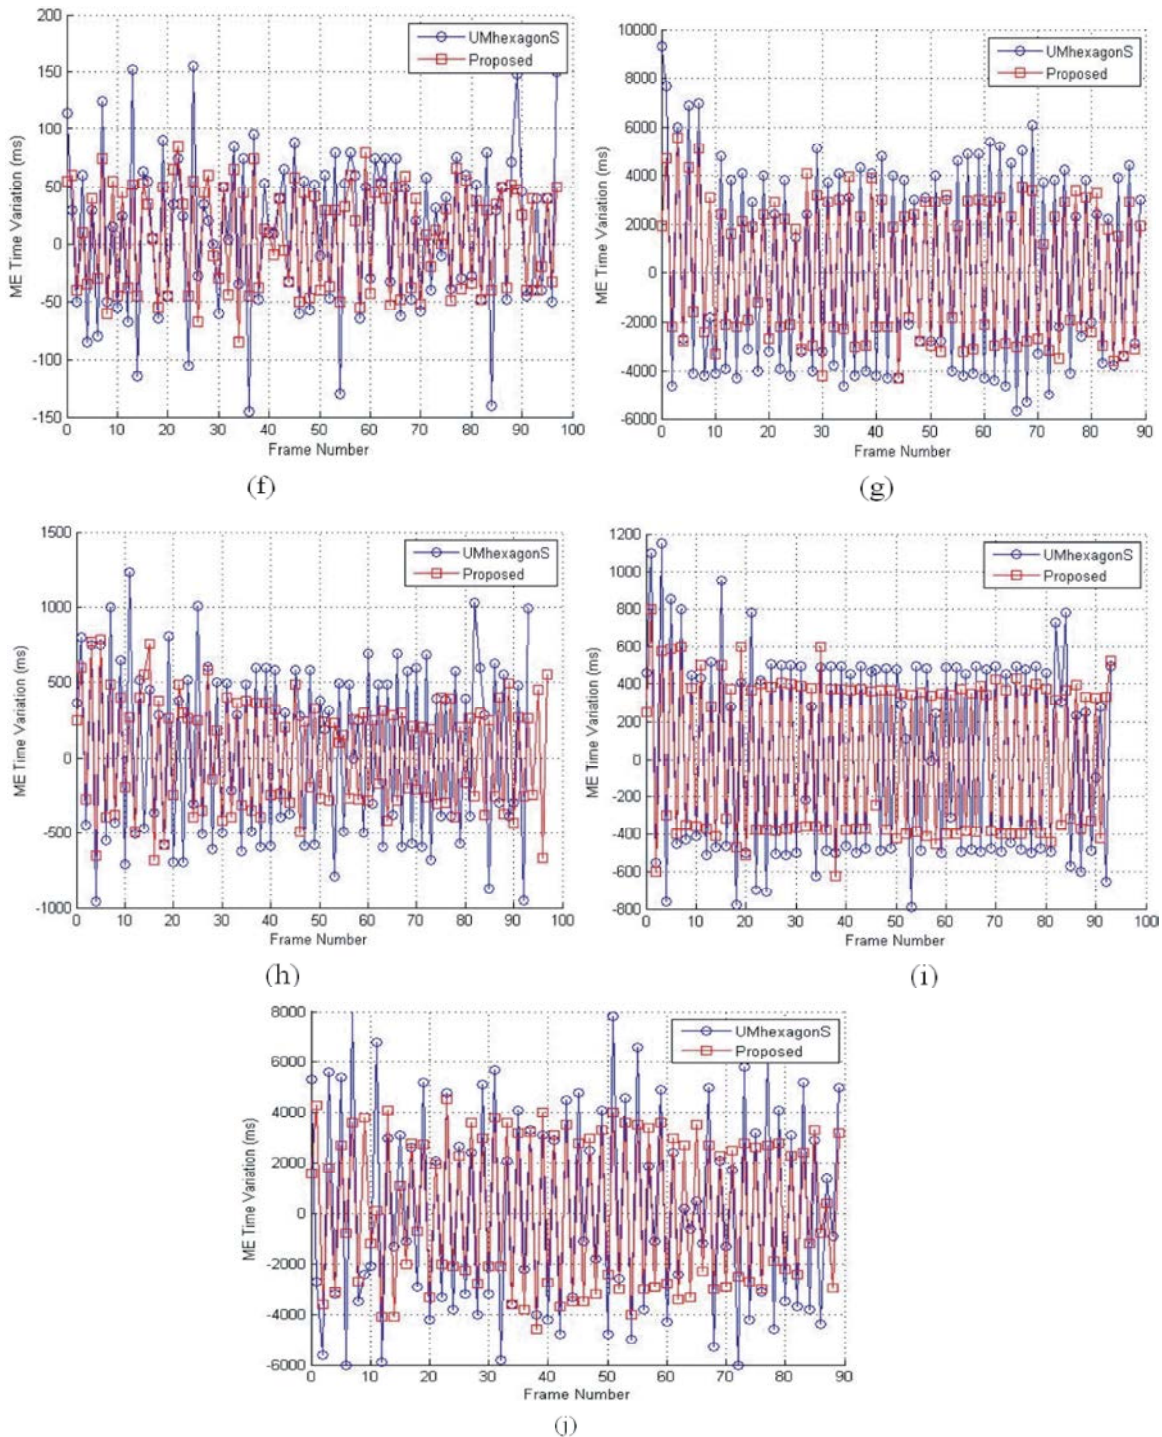 200
150
100
50
0
-50
-100
-150
ME Time Variation (ms)
UMhexagonS
Proposed
0 10 20 30 40 50 60 70 80 90 100
Frame Number
(f)
10000
8000
6000
4000
2000
0
-2000
-4000
-6000
ME Time Variation (ms)
UMhexagonS
Proposed
0 10 20 30 40 50 60 70 80 90
Frame Number
(g)
1500
1000
500
0
-500
-1000
ME Time Variation (ms)
UMhexagonS
Proposed
0 10 20 30 40 50 60 70 80 90 100
Frame Number
(h)
1200
1000
800
600
400
200
0
-200
-400
-600
-800
ME Time Variation (ms)
UMhexagonS
Proposed
0 10 20 30 40 50 60 70 80 90 100
Frame Number
(i)
8000
6000
4000
2000
0
-2000
-4000
-6000
ME Time Variation (ms)
UMhexagonS
Proposed
0 10 20 30 40 50 60 70 80 90
Frame Number
(j)